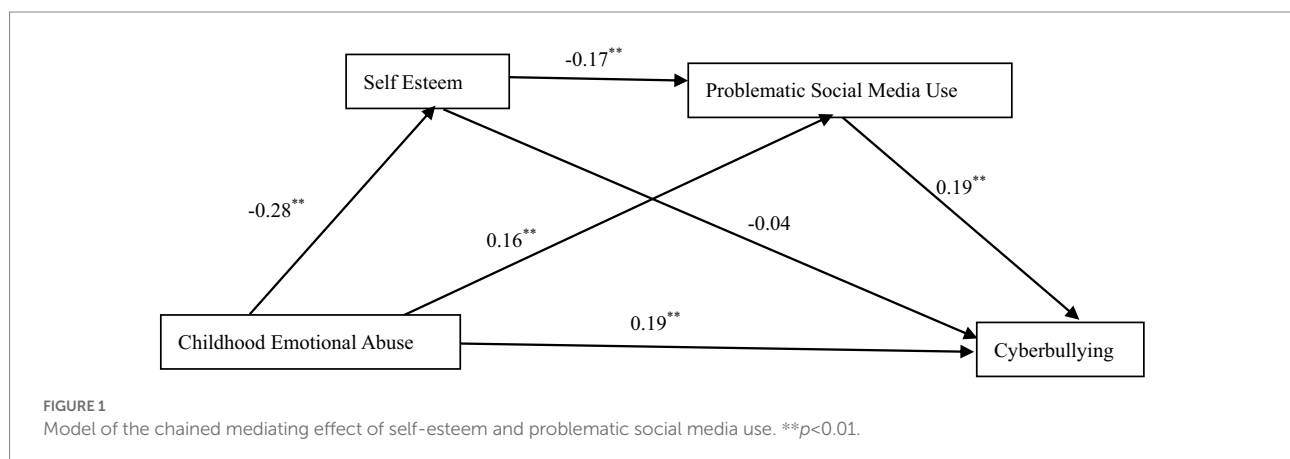 -0.17**
Self Esteem
Problematic Social Media Use
-0.28**
0.16**
-0.04
0.19**
Childhood Emotional Abuse
0.19**
Cyberbullying
FIGURE 1
Model of the chained mediating effect of self-esteem and problematic social media use. **p<0.01.